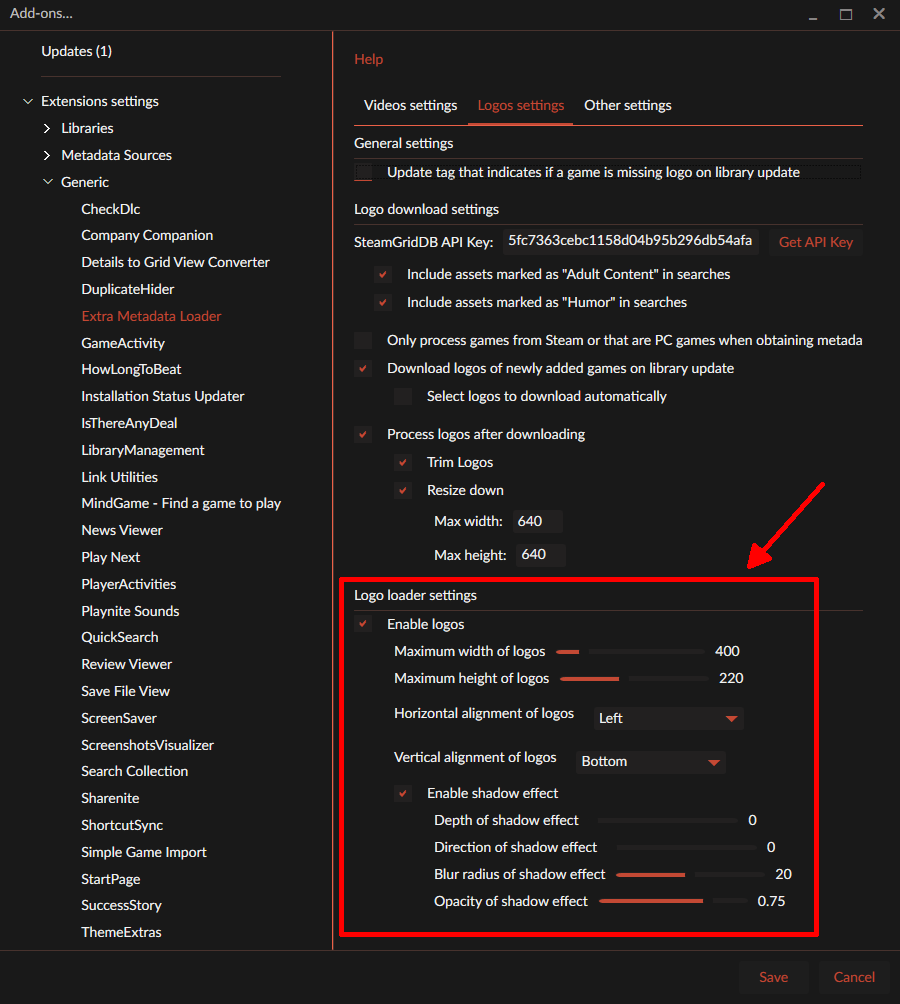 Add-ons...
Updates (1)
Extensions settings
Libraries
Metadata Sources
Generic
CheckDlc
Company Companion
Details to Grid View Converter
DuplicateHider
Extra Metadata Loader
GameActivity
HowLongToBeat
Installation Status Updater
IsThereAnyDeal
LibraryManagement
Link Utilities
MindGame - Find a game to play
News Viewer
Play Next
PlayerActivities
Playnite Sounds
QuickSearch
Review Viewer
Save File View
ScreenSaver
ScreenshotsVisualizer
Search Collection
Sharenite
ShortcutSync
Simple Game Import
StartPage
SuccessStory
ThemeExtras
Help
Videos settings Logos settings Other settings
General settings
Update tag that indicates if a game is missing logo on library update
Logo download settings
SteamGridDB API Key: 5fc7363cebc1158d04b95b296db54afa Get API Key
Include assets marked as "Adult Content" in searches
Include assets marked as "Humor" in searches
Only process games from Steam or that are PC games when obtaining metada
Download logos of newly added games on library update
Select logos to download automatically
Process logos after downloading
Trim Logos
Resize down
Max width: 640
Max height: 640
Logo loader settings
Enable logos
Maximum width of logos 400
Maximum height of logos 220
Horizontal alignment of logos Left
Vertical alignment of logos Bottom
Enable shadow effect
Depth of shadow effect 0
Direction of shadow effect 0
Blur radius of shadow effect 20
Opacity of shadow effect 0.75
Save Cancel